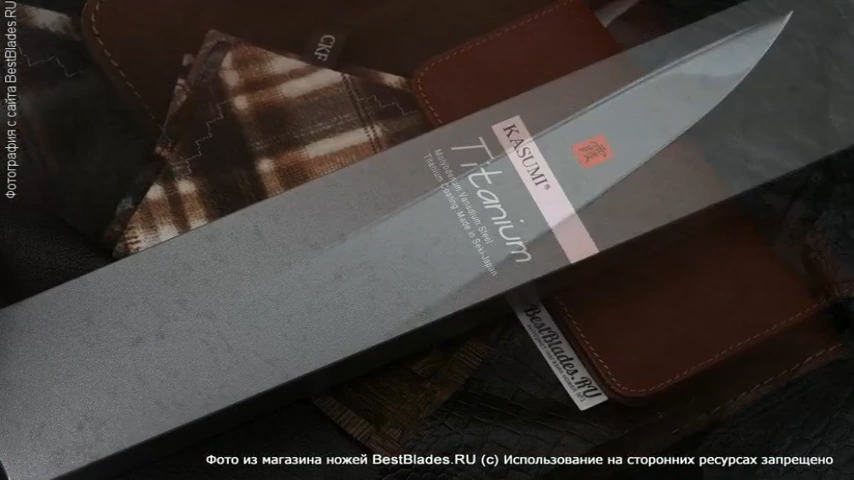 Фотография с сайта BestBlades.RU
CKF
KASUMI®
霞
Titanium
Molybdenum Vanadium Steel
Titanium Coating Made in Seki-Japan
BestBlades.RU
Фото из магазина ножей BestBlades.RU (c) Использование на сторонних ресурсах запрещено